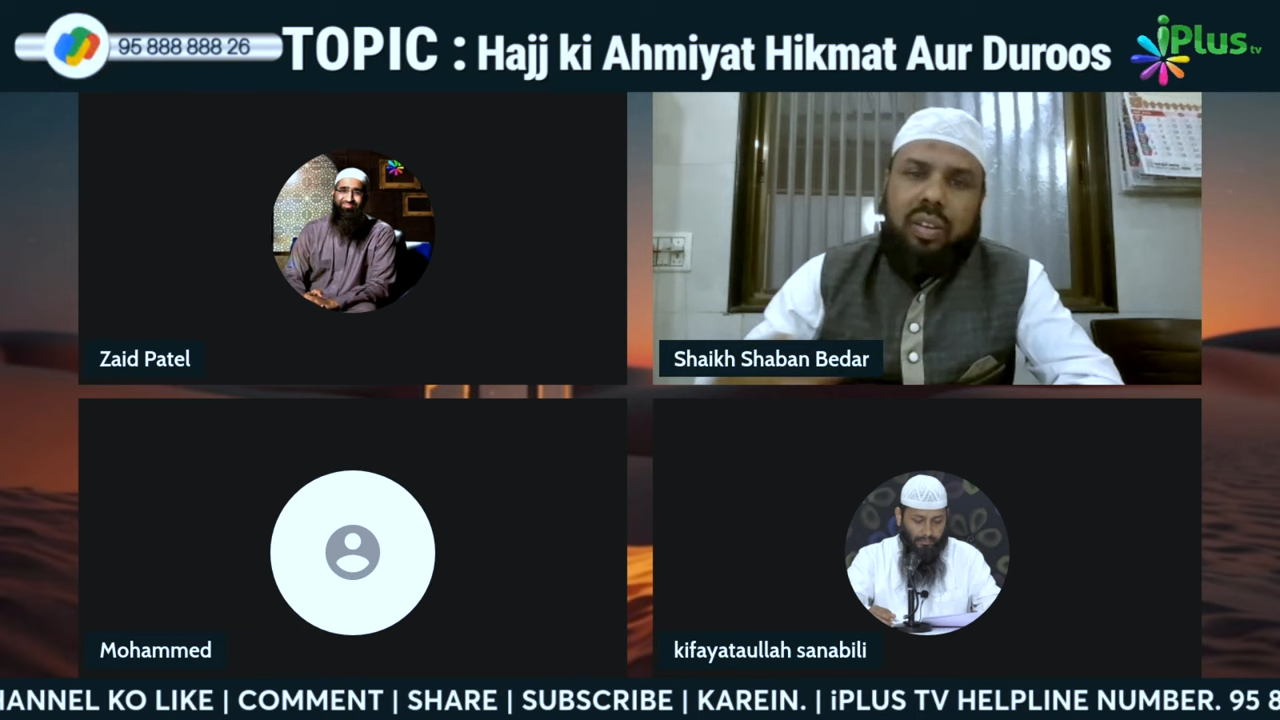 95 888 888 26
TOPIC : Hajj ki Ahmiyat Hikmat Aur Duroos
iPlus tv
Zaid Patel
Shaikh Shaban Bedar
Mohammed
kifayataullah sanabili
HANNEL KO LIKE | COMMENT | SHARE | SUBSCRIBE | KAREIN. | iPLUS TV HELPLINE NUMBER. 95 8